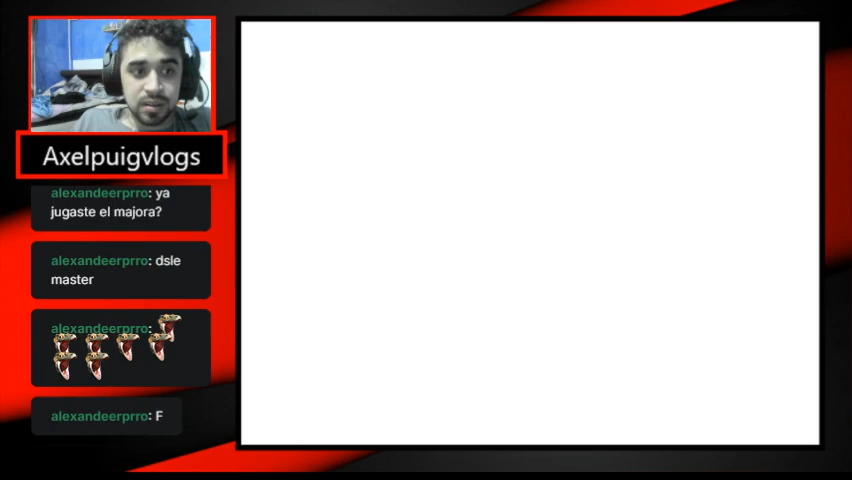 Axelpuigvlogs
alexandeerprro: ya
jugaste el majora?
alexandeerprro: dsle
master
alexandeerprro:
alexandeerprro: F